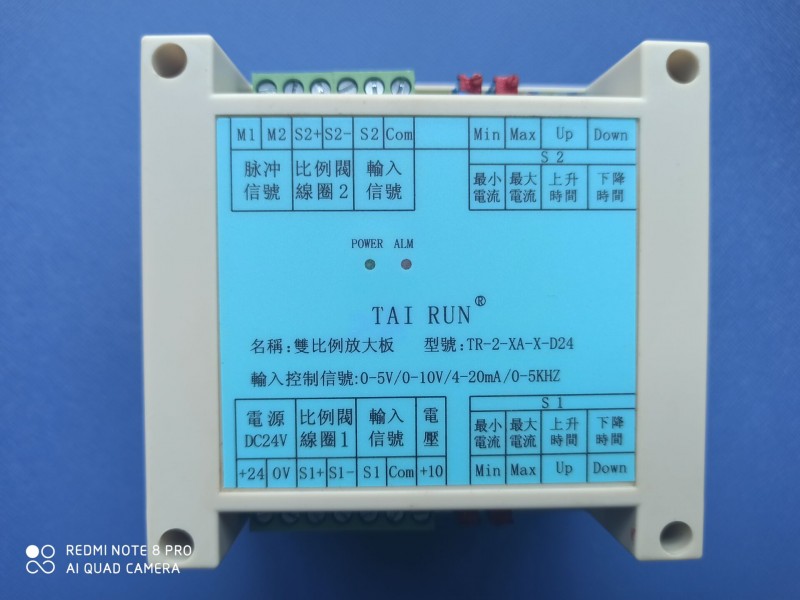 M1 M2 S2+ S2- S2 Com
脉冲信號 比例閥線圈2 輸入信號
Min Max Up Down
S2
最小電流 最大電流 上升時間 下降時間
POWER ALM
TAI RUN®
名稱:雙比例放大板 型號:TR-2-XA-X-D24
輸入控制信號:0-5V/0-10V/4-20mA/0-5KHZ
電源DC24V 比例閥線圈1 輸入信號 電壓
+24 0V S1+ S1- S1 Com +10
S1
最小電流 最大電流 上升時間 下降時間
Min Max Up Down
REDMI NOTE 8 PRO
AI QUAD CAMERA